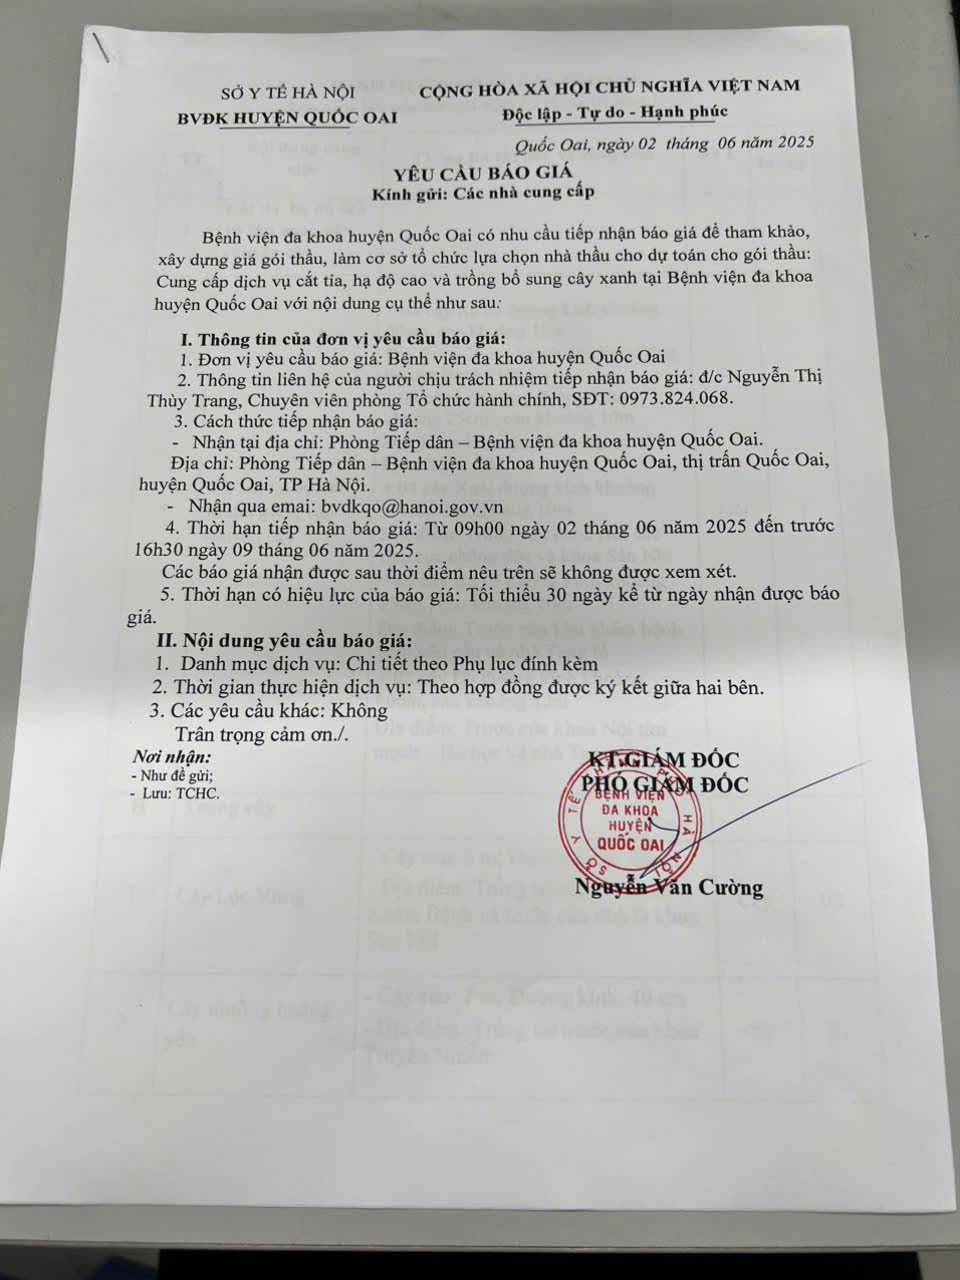 SỞ Y TẾ HÀ NỘI
BVĐK HUYỆN QUỐC OAI
CỘNG HÒA XÃ HỘI CHỦ NGHĨA VIỆT NAM
Độc lập - Tự do - Hạnh phúc
Quốc Oai, ngày 02 tháng 06 năm 2025
YÊU CẦU BÁO GIÁ
Kính gửi: Các nhà cung cấp
Bệnh viện đa khoa huyện Quốc Oai có nhu cầu tiếp nhận báo giá để tham khảo,
xây dựng giá gói thầu, làm cơ sở tổ chức lựa chọn nhà thầu cho dự toán cho gói thầu:
Cung cấp dịch vụ cắt tỉa, hạ độ cao và trồng bổ sung cây xanh tại Bệnh viện đa khoa
huyện Quốc Oai với nội dung cụ thể như sau:
I. Thông tin của đơn vị yêu cầu báo giá:
1. Đơn vị yêu cầu báo giá: Bệnh viện đa khoa huyện Quốc Oai
2. Thông tin liên hệ của người chịu trách nhiệm tiếp nhận báo giá: đ/c Nguyễn Thị
Thùy Trang, Chuyên viên phòng Tổ chức hành chính, SĐT: 0973.824.068.
3. Cách thức tiếp nhận báo giá:
- Nhận tại địa chỉ: Phòng Tiếp dân – Bệnh viện đa khoa huyện Quốc Oai.
Địa chỉ: Phòng Tiếp dân – Bệnh viện đa khoa huyện Quốc Oai, thị trấn Quốc Oai,
huyện Quốc Oai, TP Hà Nội.
- Nhận qua emai: bvdkqo@hanoi.gov.vn
4. Thời hạn tiếp nhận báo giá: Từ 09h00 ngày 02 tháng 06 năm 2025 đến trước
16h30 ngày 09 tháng 06 năm 2025.
Các báo giá nhận được sau thời điểm nêu trên sẽ không được xem xét.
5. Thời hạn có hiệu lực của báo giá: Tối thiểu 30 ngày kể từ ngày nhận được báo
giá.
II. Nội dung yêu cầu báo giá:
1. Danh mục dịch vụ: Chi tiết theo Phụ lục đính kèm
2. Thời gian thực hiện dịch vụ: Theo hợp đồng được ký kết giữa hai bên.
3. Các yêu cầu khác: Không
Trân trọng cảm ơn./.
Nơi nhận:
- Như đề gửi;
- Lưu: TCHC.
KT.GIÁM ĐỐC
PHÓ GIÁM ĐỐC
SỞ Y TẾ THÀNH PHỐ HÀ NỘI
BỆNH VIỆN
ĐA KHOA
HUYỆN
QUỐC OAI
Nguyễn Văn Cường